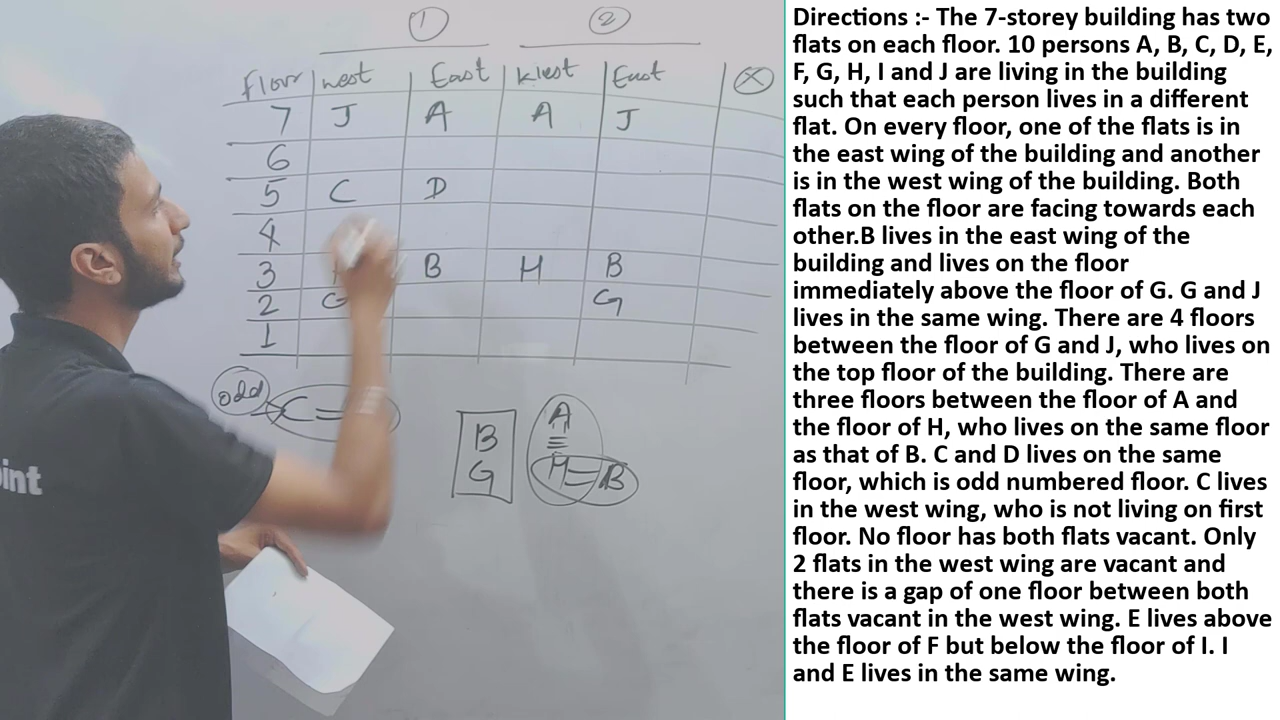 ① ②
Floor west East West East ⊗
7 J A A J
6
5 C D
4
3 B H B
2 G G
1
odd C =
B
G
A
≡
H = B
int
Directions :- The 7-storey building has two
flats on each floor. 10 persons A, B, C, D, E,
F, G, H, I and J are living in the building
such that each person lives in a different
flat. On every floor, one of the flats is in
the east wing of the building and another
is in the west wing of the building. Both
flats on the floor are facing towards each
other.B lives in the east wing of the
building and lives on the floor
immediately above the floor of G. G and J
lives in the same wing. There are 4 floors
between the floor of G and J, who lives on
the top floor of the building. There are
three floors between the floor of A and
the floor of H, who lives on the same floor
as that of B. C and D lives on the same
floor, which is odd numbered floor. C lives
in the west wing, who is not living on first
floor. No floor has both flats vacant. Only
2 flats in the west wing are vacant and
there is a gap of one floor between both
flats vacant in the west wing. E lives above
the floor of F but below the floor of I. I
and E lives in the same wing.